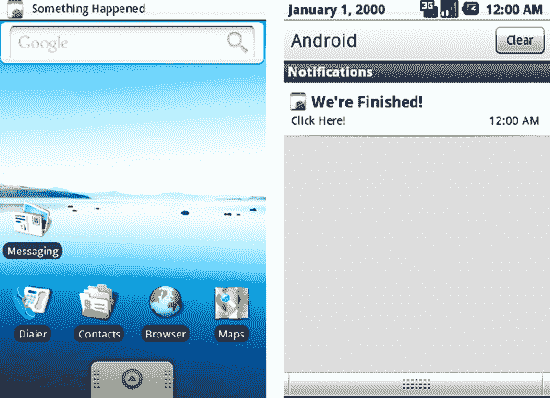 Something Happened
Google
Messaging
Dialer Contacts Browser Maps
January 1, 2000 3G 12:00 AM
Android Clear
Notifications
We're Finished!
Click Here! 12:00 AM